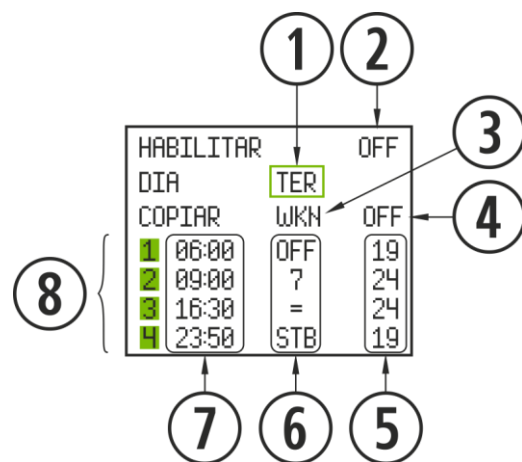 1 2
3
HABILITAR OFF
DIA TER
COPIAR WKN OFF
4
1 06:00 OFF 19
2 09:00 7 24
3 16:30 = 24
4 23:50 STB 19
8
7 6 5